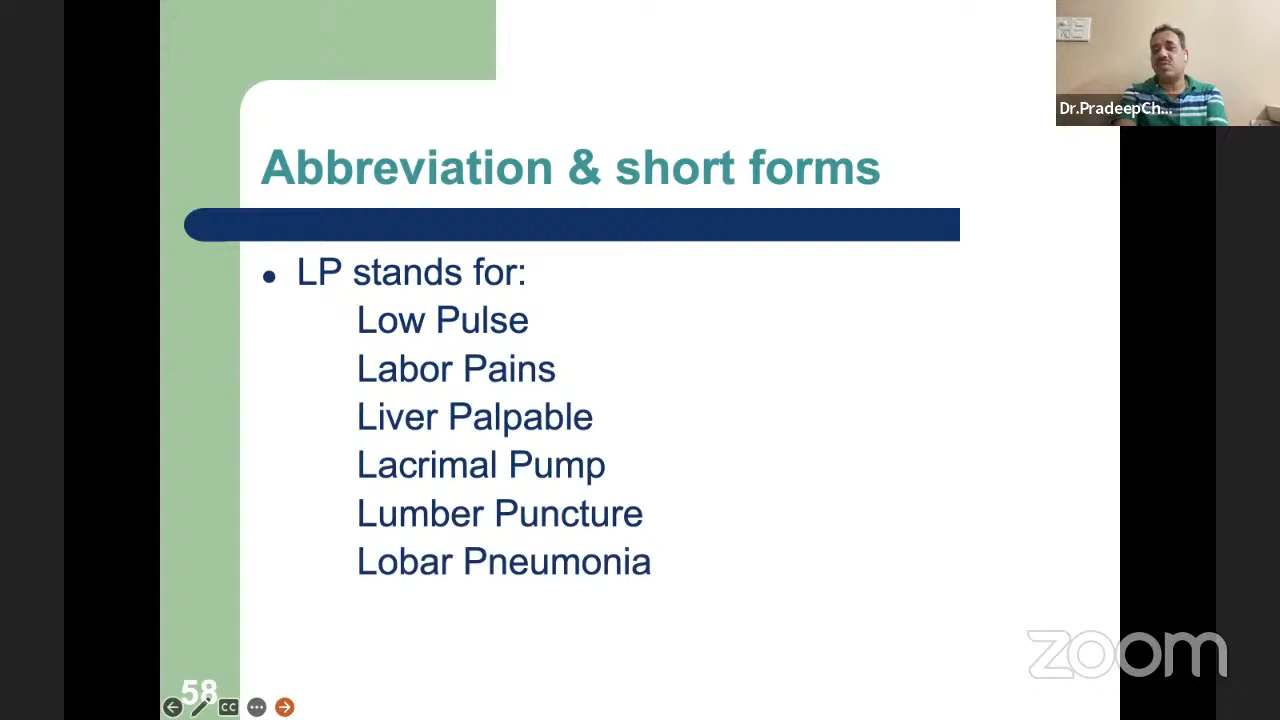 Abbreviation & short forms
• LP stands for:
Low Pulse
Labor Pains
Liver Palpable
Lacrimal Pump
Lumber Puncture
Lobar Pneumonia
58
CC
Dr.PradeepCh...
zoom